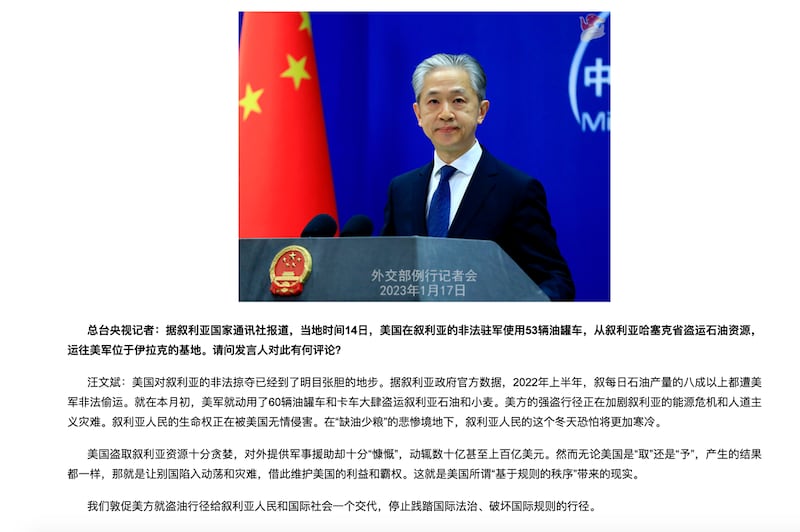 中
Mi
外交部例行记者会
2023年1月17日
总台央视记者：据叙利亚国家通讯社报道，当地时间14日，美国在叙利亚的非法驻军使用53辆油罐车，从叙利亚哈塞克省盗运石油资源，
运往美军位于伊拉克的基地。请问发言人对此有何评论?
汪文斌：美国对叙利亚的非法掠夺已经到了明目张胆的地步。据叙利亚政府官方数据，2022年上半年，叙每日石油产量的八成以上都遭美
军非法偷运。就在本月初，美军就动用了60辆油罐车和卡车大肆盗运叙利亚石油和小麦。美方的强盗行径正在加剧叙利亚的能源危机和人道主
义灾难。叙利亚人民的生命权正在被美国无情侵害。在“缺油少粮”的悲惨境地下，叙利亚人民的这个冬天恐怕将更加寒冷。
美国盗取叙利亚资源十分贪婪，对外提供军事援助却十分“慷慨”，动辄数十亿甚至上百亿美元。然而无论美国是“取”还是“予”，产生的结果
都一样，那就是让别国陷入动荡和灾难，借此维护美国的利益和霸权。这就是美国所谓“基于规则的秩序”带来的现实。
我们敦促美方就盗油行径给叙利亚人民和国际社会一个交代，停止践踏国际法治、破坏国际规则的行径。